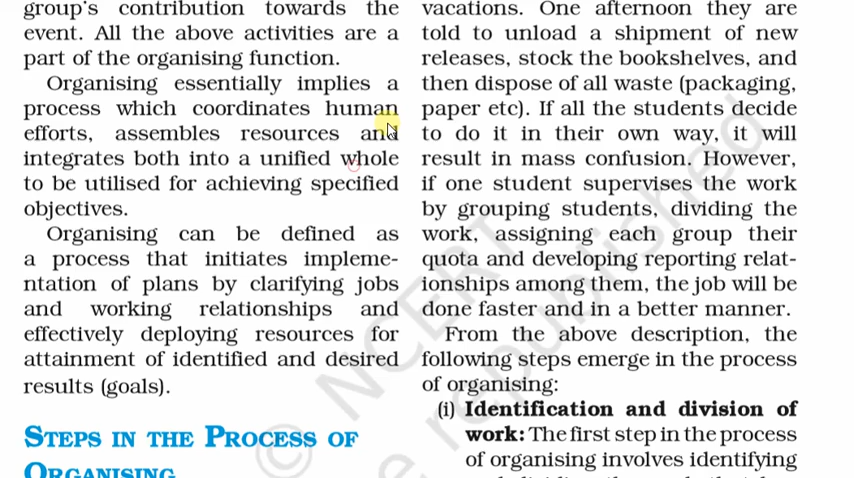 group's contribution towards the
event. All the above activities are a
part of the organising function.
Organising essentially implies a
process which coordinates human
efforts, assembles resources and
integrates both into a unified whole
to be utilised for achieving specified
objectives.
Organising can be defined as
a process that initiates impleme-
ntation of plans by clarifying jobs
and working relationships and
effectively deploying resources for
attainment of identified and desired
results (goals).
STEPS IN THE PROCESS OF
ORGANISING
vacations. One afternoon they are
told to unload a shipment of new
releases, stock the bookshelves, and
then dispose of all waste (packaging,
paper etc). If all the students decide
to do it in their own way, it will
result in mass confusion. However,
if one student supervises the work
by grouping students, dividing the
work, assigning each group their
quota and developing reporting relat-
ionships among them, the job will be
done faster and in a better manner.
From the above description, the
following steps emerge in the process
of organising:
(i) Identification and division of
work: The first step in the process
of organising involves identifying
© NCERT
be republished